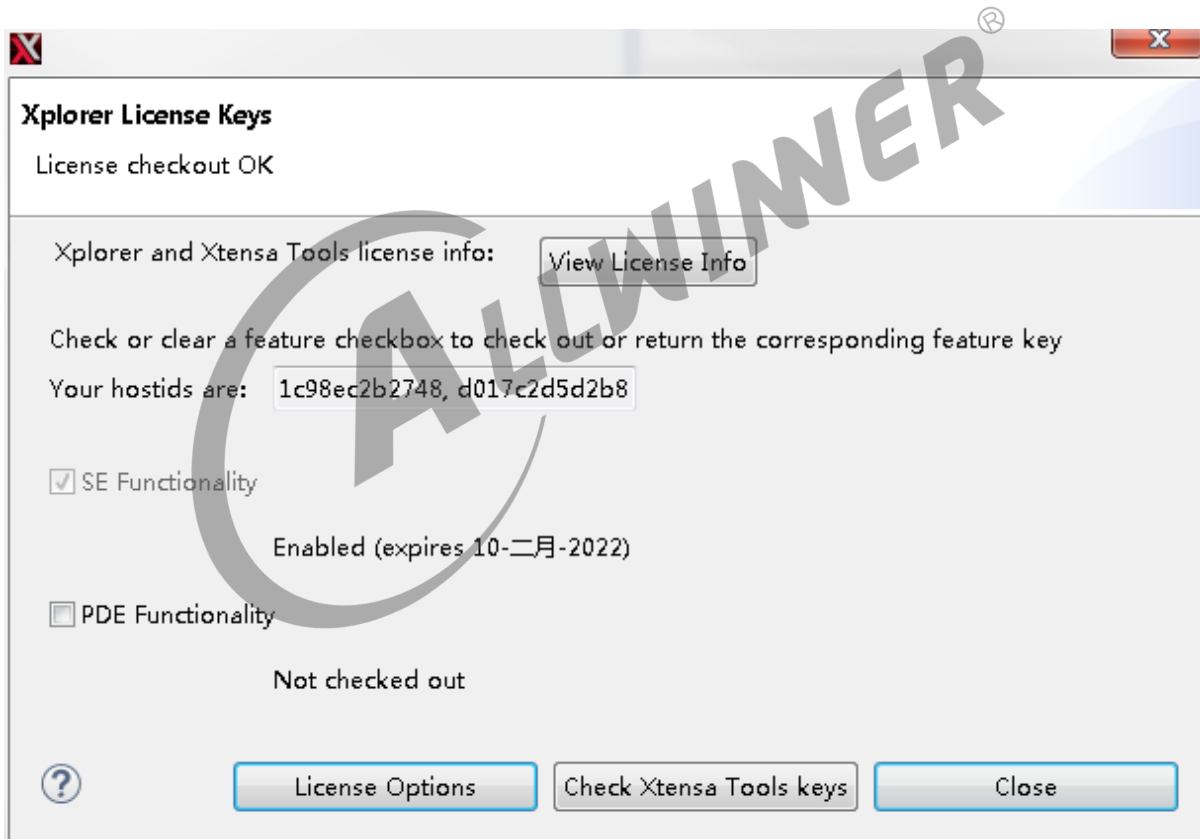 ®
X
Xplorer License Keys
License checkout OK
ALLWINNER
Xplorer and Xtensa Tools license info: View License Info
Check or clear a feature checkbox to check out or return the corresponding feature key
Your hostids are: 1c98ec2b2748, d017c2d5d2b8
SE Functionality
Enabled (expires 10-二月-2022)
PDE Functionality
Not checked out
? License Options Check Xtensa Tools keys Close